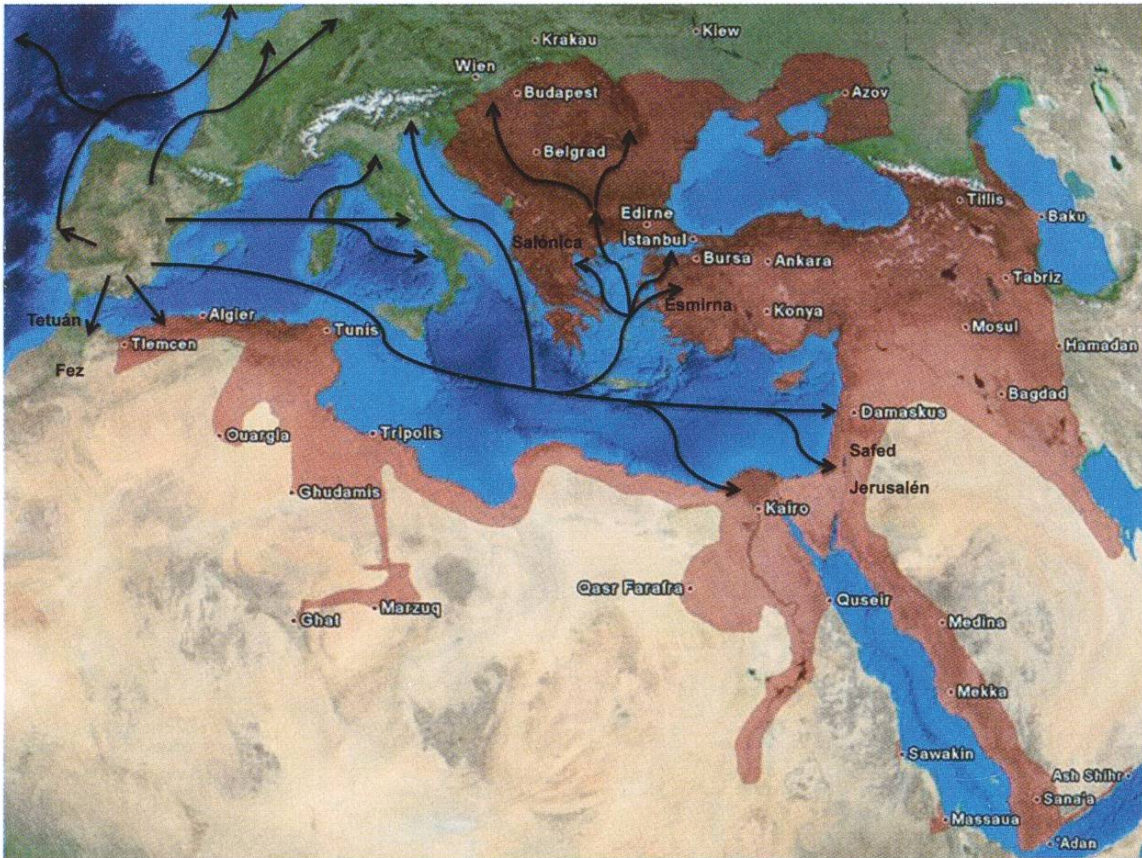 Krakau
Kiew
Wien
Budapest
Azov
Belgrad
Titlis
Baku
Edirne
İstanbul
Salónica
Bursa
Ankara
Tabriz
Esmirna
Konya
Mosul
Hamadan
Tetuán
Algier
Tunis
Tlemcen
Fez
Bagdad
Damaskus
Ouargla
Tripolis
Safed
Jerusalén
Ghudamis
Kairo
Qasr Farafra
Quseir
Marzuq
Ghat
Medina
Mekka
Sawakin
Ash Shihr
Sana'a
Massaua
'Adan